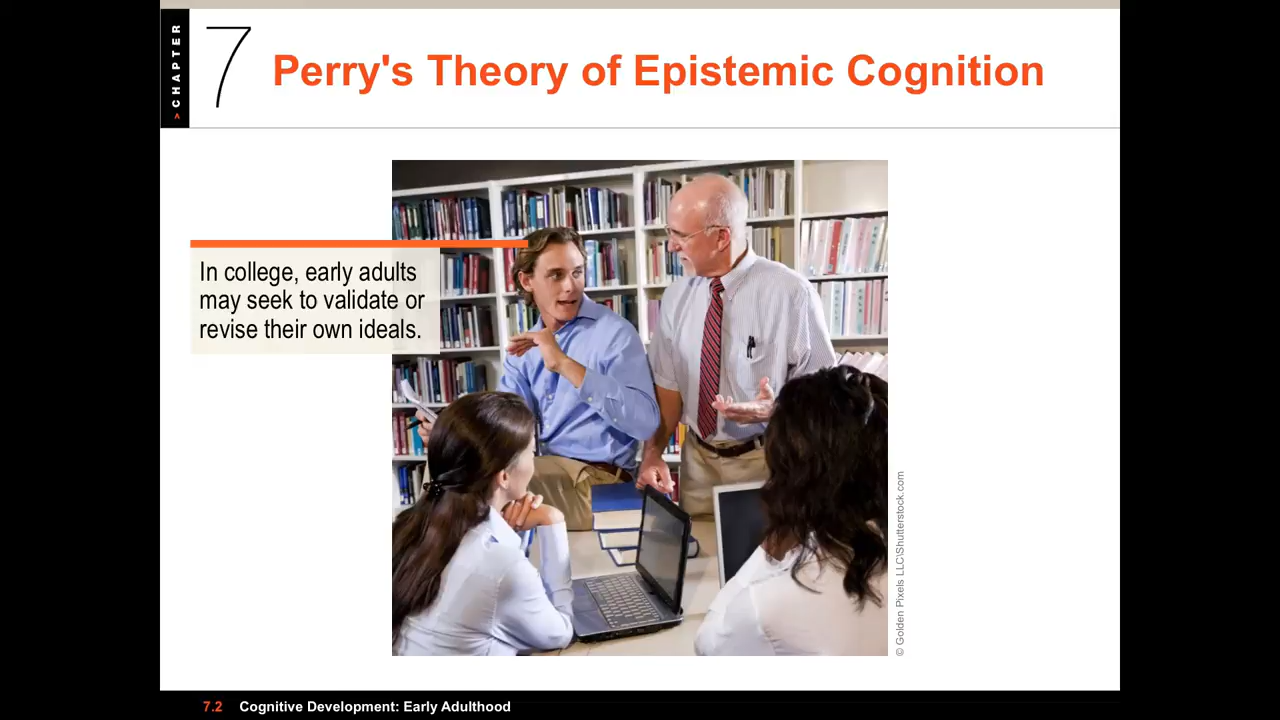 > CHAPTER
7
Perry's Theory of Epistemic Cognition
In college, early adults
may seek to validate or
revise their own ideals.
© Golden Pixels LLC\Shutterstock.com
7.2 Cognitive Development: Early Adulthood